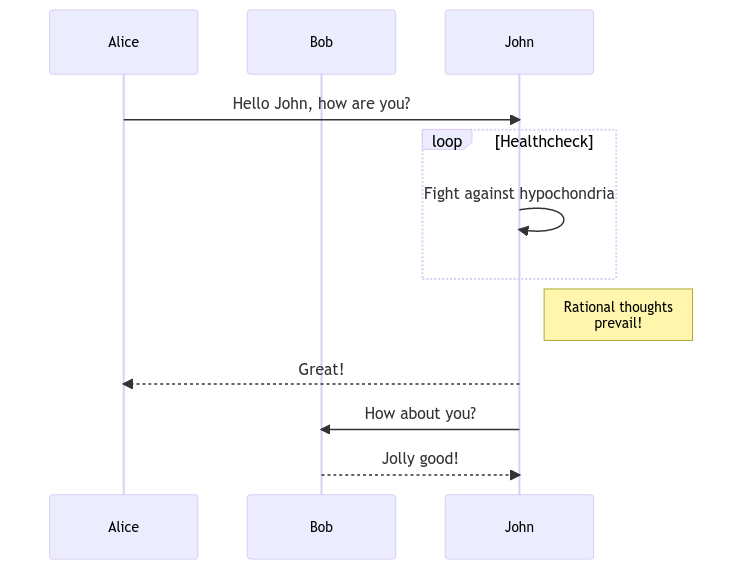 Alice
Bob
John
Hello John, how are you?
loop
[Healthcheck]
Fight against hypochondria
Rational thoughts
prevail!
Great!
How about you?
Jolly good!
Alice
Bob
John